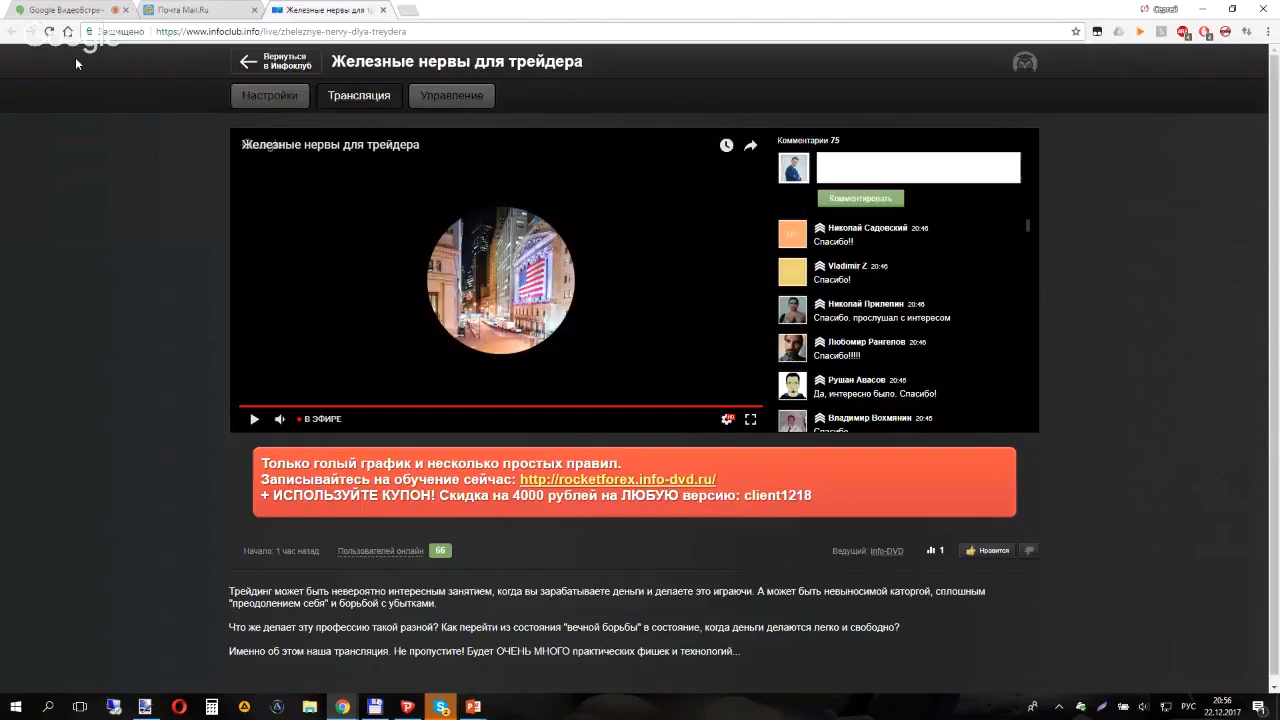 Google ВидеоВстреч
Почта Mail.Ru
Железные нервы для тр
Сергей
https://www.infoclub.info/live/zheleznye-nervy-dlya-treydera
Вернуться
в Инфоклуб
Железные нервы для трейдера
Настройки
Трансляция
Управление
Железные нервы для трейдера
Комментарии 75
Комментировать
Николай Садовский 20:46
Спасибо!!
Vladimir Z 20:46
Спасибо!
Николай Прилепин 20:46
Спасибо. прослушал с интересом
Любомир Рангелов 20:46
Спасибо!!!!!
Рушан Авасов 20:46
Да, интересно было. Спасибо!
Владимир Вохмянин 20:46
Спасибо
В ЭФИРЕ
HD
Только голый график и несколько простых правил.
Записывайтесь на обучение сейчас: http://rocketforex.info-dvd.ru/
+ ИСПОЛЬЗУЙТЕ КУПОН! Скидка на 4000 рублей на ЛЮБУЮ версию: client1218
Начало: 1 час назад
Пользователей онлайн 66
Ведущий: Info-DVD
1
Нравится
Трейдинг может быть невероятно интересным занятием, когда вы зарабатываете деньги и делаете это играючи. А может быть невыносимой каторгой, сплошным
"преодолением себя" и борьбой с убытками.
Что же делает эту профессию такой разной? Как перейти из состояния "вечной борьбы" в состояние, когда деньги делаются легко и свободно?
Именно об этом наша трансляция. Не пропустите! Будет ОЧЕНЬ МНОГО практических фишек и технологий...
РУС
20:56
22.12.2017